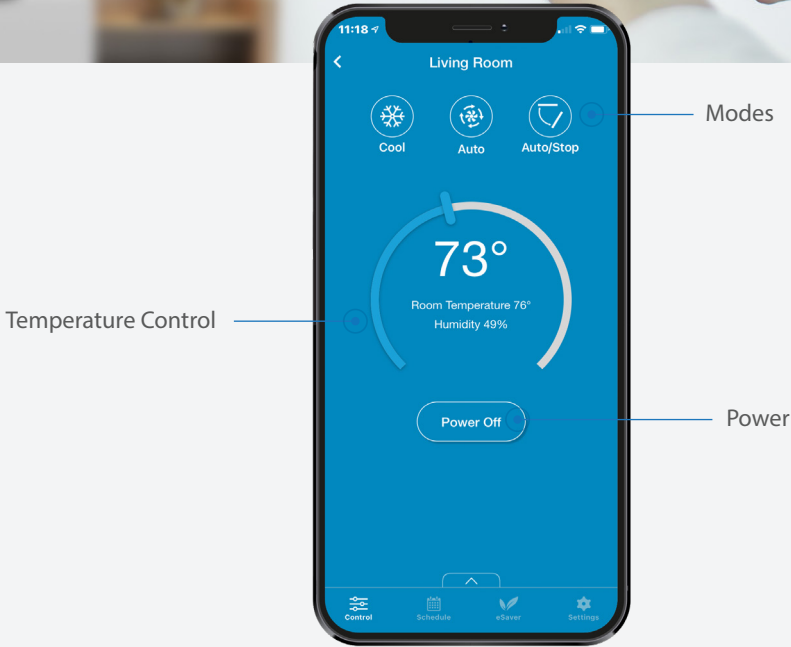 11:18
Living Room
Cool
Auto
Auto/Stop
Modes
73°
Room Temperature 76°
Humidity 49%
Temperature Control
Power Off
Power
Control
Schedule
eSaver
Settings